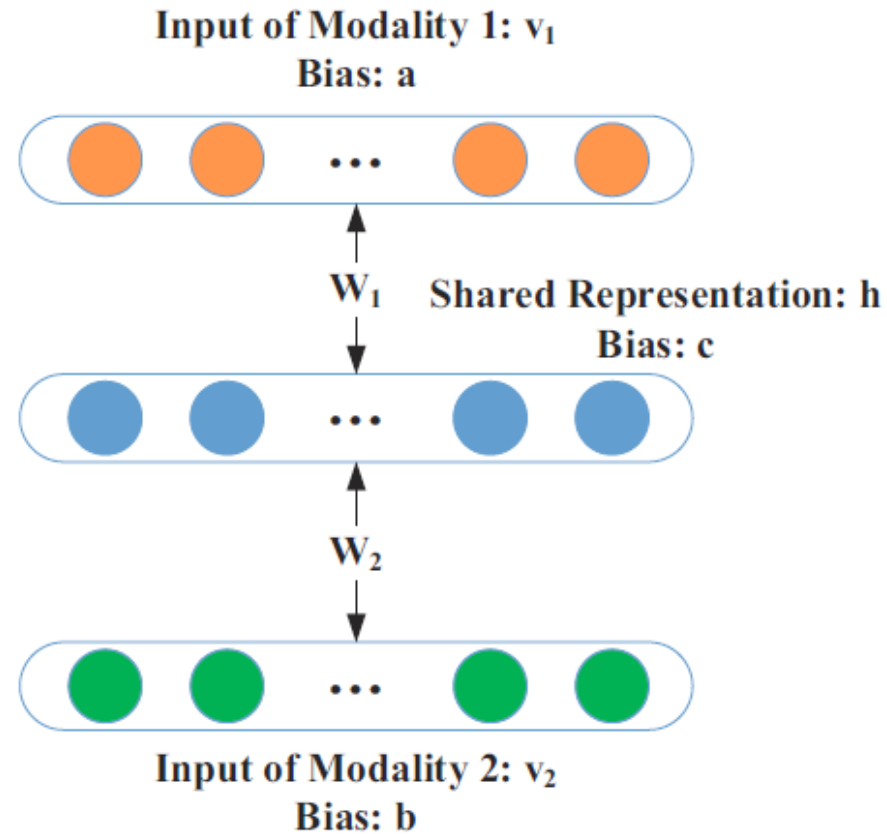 Input of Modality 1: v₁
Bias: a
...
W₁
Shared Representation: h
Bias: c
...
W₂
...
Input of Modality 2: v₂
Bias: b